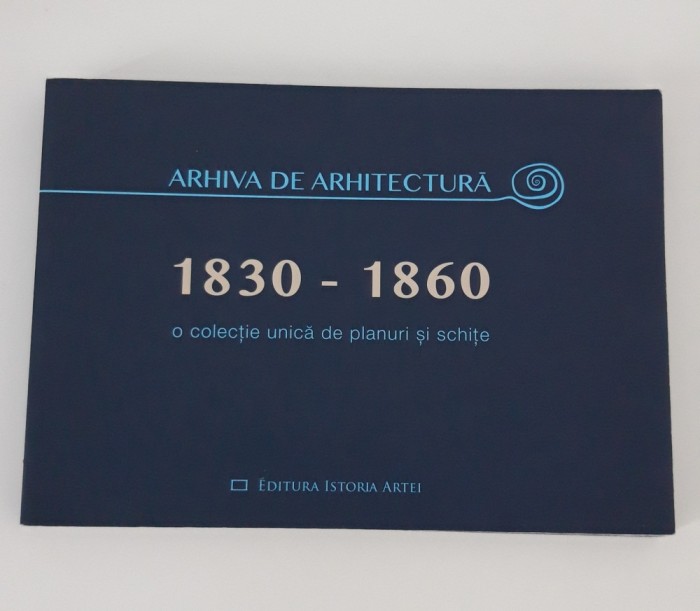 ARHIVA DE ARHITECTURĂ
1830 - 1860
o colecție unică de planuri și schițe
EDITURA ISTORIA ARTEI